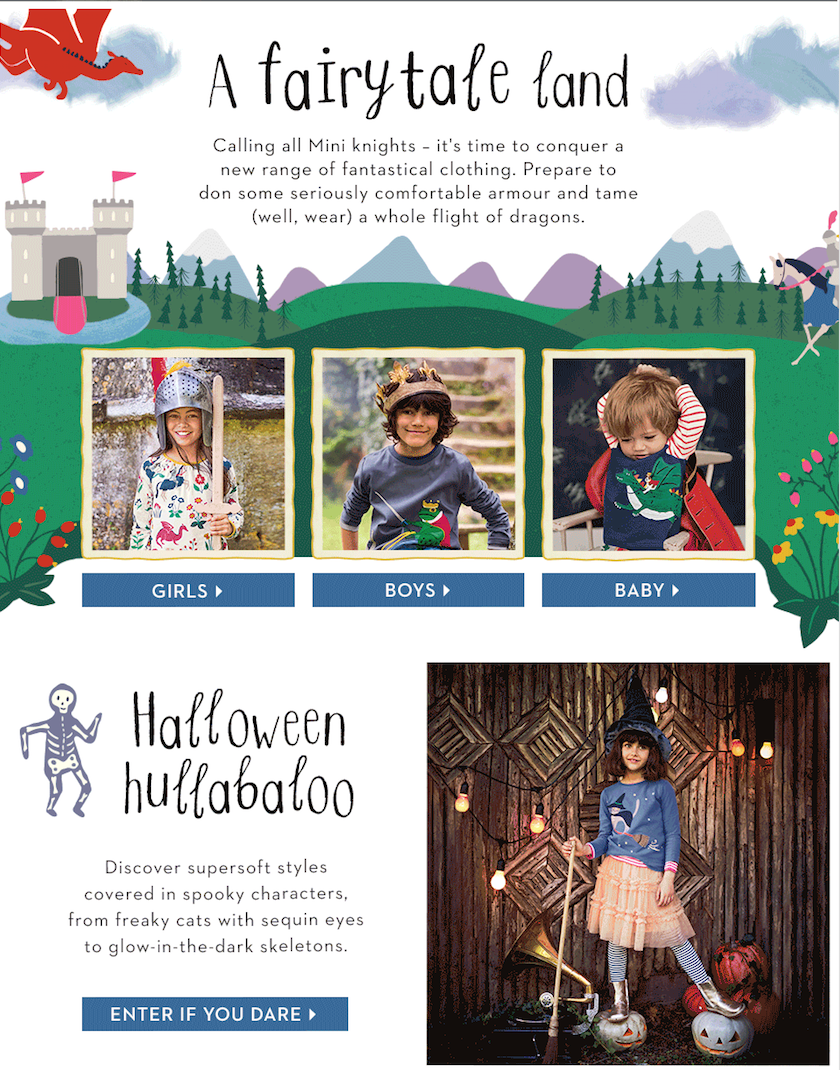 A fairytale land
Calling all Mini knights – it's time to conquer a
new range of fantastical clothing. Prepare to
don some seriously comfortable armour and tame
(well, wear) a whole flight of dragons.
GIRLS
BOYS
BABY
Halloween
hullabaloo
Discover supersoft styles
covered in spooky characters,
from freaky cats with sequin eyes
to glow-in-the-dark skeletons.
ENTER IF YOU DARE